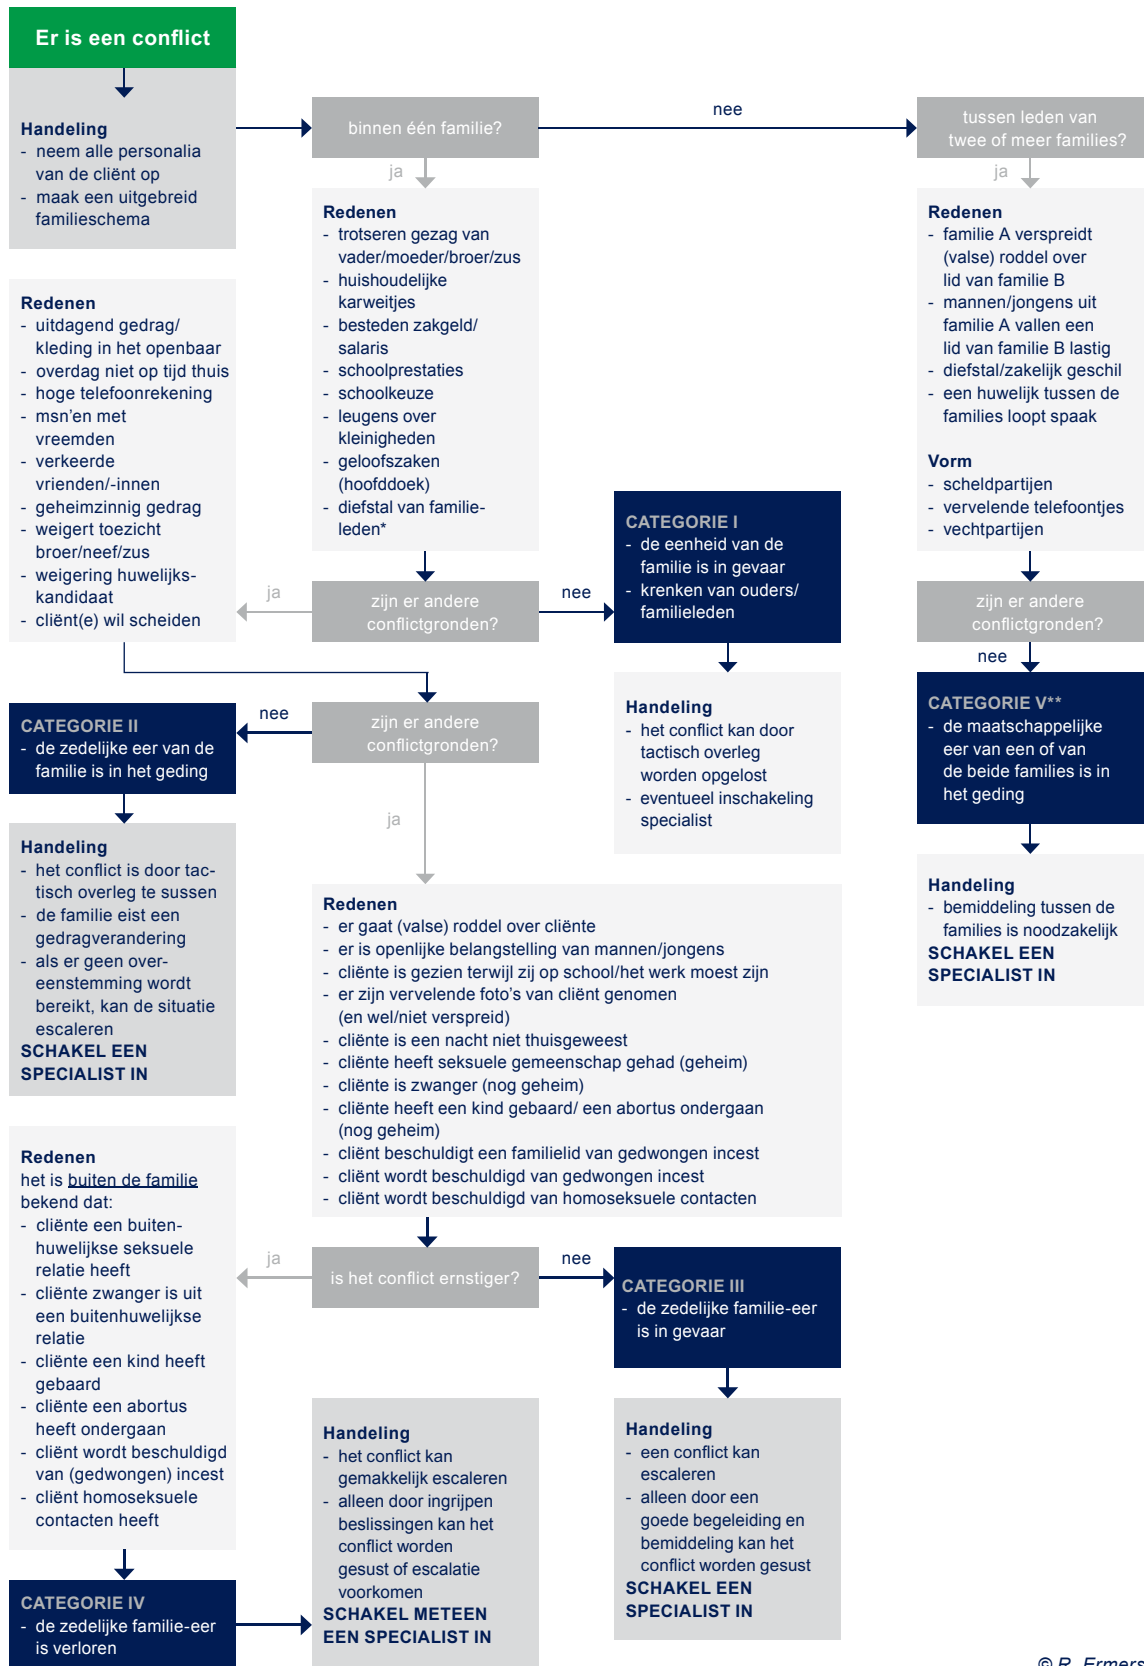 Er is een conflict
Handeling
- neem alle personalia
van de cliënt op
- maak een uitgebreid
familieschema
binnen één familie?
nee
tussen leden van
twee of meer families?
ja
ja
Redenen
- trotseren gezag van
vader/moeder/broer/zus
- huishoudelijke
karweitjes
- besteden zakgeld/
salaris
- schoolprestaties
- schoolkeuze
- leugens over
kleinigheden
- geloofszaken
(hoofddoek)
- diefstal van familie-
leden*
Redenen
- familie A verspreidt
(valse) roddel over
lid van familie B
- mannen/jongens uit
familie A vallen een
lid van familie B lastig
- diefstal/zakelijk geschil
- een huwelijk tussen de
families loopt spaak
Vorm
- scheldpartijen
- vervelende telefoontjes
- vechtpartijen
Redenen
- uitdagend gedrag/
kleding in het openbaar
- overdag niet op tijd thuis
- hoge telefoonrekening
- msn'en met
vreemden
- verkeerde
vrienden/-innen
- geheimzinnig gedrag
- weigert toezicht
broer/neef/zus
- weigering huwelijks-
kandidaat
- cliënt(e) wil scheiden
ja
zijn er andere
conflictgronden?
nee
CATEGORIE I
- de eenheid van de
familie is in gevaar
- krenken van ouders/
familieleden
zijn er andere
conflictgronden?
nee
Handeling
- het conflict kan door
tactisch overleg
worden opgelost
- eventueel inschakeling
specialist
CATEGORIE V**
- de maatschappelijke
eer van een of van
de beide families is in
het geding
Handeling
- bemiddeling tussen de
families is noodzakelijk
SCHAKEL EEN
SPECIALIST IN
CATEGORIE II
- de zedelijke eer van de
familie is in het geding
nee
zijn er andere
conflictgronden?
ja
Handeling
- het conflict is door tac-
tisch overleg te sussen
- de familie eist een
gedragverandering
- als er geen over-
eenstemming wordt
bereikt, kan de situatie
escaleren
SCHAKEL EEN
SPECIALIST IN
Redenen
- er gaat (valse) roddel over cliënte
- er is openlijke belangstelling van mannen/jongens
- cliënte is gezien terwijl zij op school/het werk moest zijn
- er zijn vervelende foto's van cliënt genomen
(en wel/niet verspreid)
- cliënte is een nacht niet thuisgeweest
- cliënte heeft seksuele gemeenschap gehad (geheim)
- cliënte is zwanger (nog geheim)
- cliënte heeft een kind gebaard/ een abortus ondergaan
(nog geheim)
- cliënt beschuldigt een familielid van gedwongen incest
- cliënt wordt beschuldigd van gedwongen incest
- cliënt wordt beschuldigd van homoseksuele contacten
ja
is het conflict ernstiger?
nee
CATEGORIE III
- de zedelijke familie-eer
is in gevaar
Redenen
het is buiten de familie
bekend dat:
- cliënte een buiten-
huwelijkse seksuele
relatie heeft
- cliënte zwanger is uit
een buitenhuwelijkse
relatie
- cliënte een kind heeft
gebaard
- cliënte een abortus
heeft ondergaan
- cliënt wordt beschuldigd
van (gedwongen) incest
- cliënt homoseksuele
contacten heeft
CATEGORIE IV
- de zedelijke familie-eer
is verloren
Handeling
- het conflict kan
gemakkelijk escaleren
- alleen door ingrijpen
beslissingen kan het
conflict worden
gesust of escalatie
voorkomen
SCHAKEL METEEN
EEN SPECIALIST IN
Handeling
- een conflict kan
escaleren
- alleen door een
goede begeleiding en
bemiddeling kan het
conflict worden gesust
SCHAKEL EEN
SPECIALIST IN
© R. Ermers